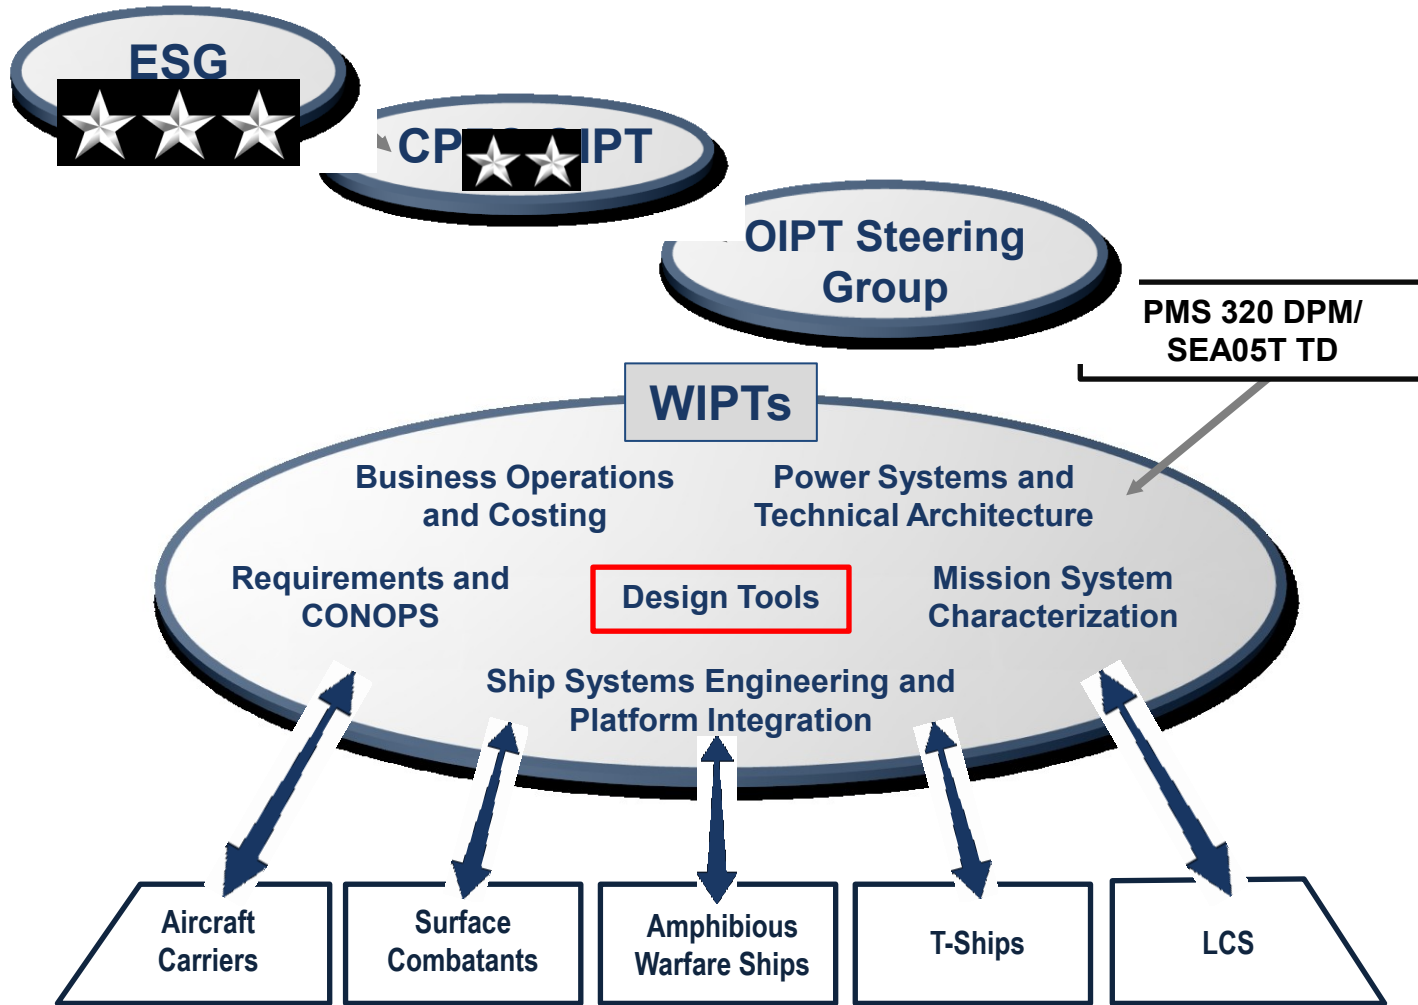 ESG
CP IPT
OIPT Steering
Group
PMS 320 DPM/
SEA05T TD
WIPTs
Business Operations
and Costing
Power Systems and
Technical Architecture
Requirements and
CONOPS
Design Tools
Mission System
Characterization
Ship Systems Engineering and
Platform Integration
Aircraft
Carriers
Surface
Combatants
Amphibious
Warfare Ships
T-Ships
LCS